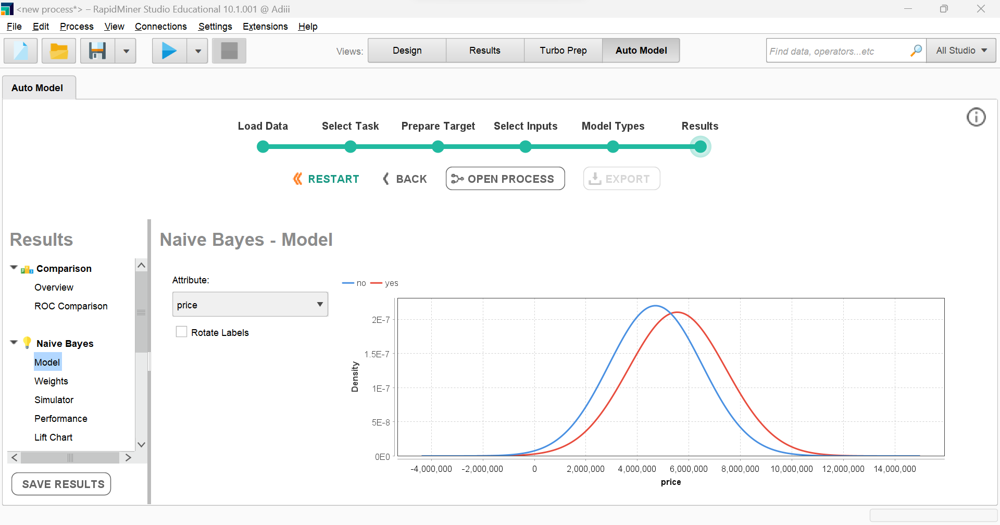 <new process*> – RapidMiner Studio Educational 10.1.001 @ Adiii
File Edit Process View Connections Settings Extensions Help
Views: Design Results Turbo Prep Auto Model Find data, operators...etc All Studio
Auto Model
Load Data Select Task Prepare Target Select Inputs Model Types Results
RESTART BACK OPEN PROCESS EXPORT
Results
Comparison
Overview
ROC Comparison
Naive Bayes
Model
Weights
Simulator
Performance
Lift Chart
SAVE RESULTS
Naive Bayes - Model
Attribute:
price
Rotate Labels
no yes
2E-7
1.5E-7
1E-7
5E-8
0E0
Density
-4,000,000 -2,000,000 0 2,000,000 4,000,000 6,000,000 8,000,000 10,000,000 12,000,000 14,000,000
price